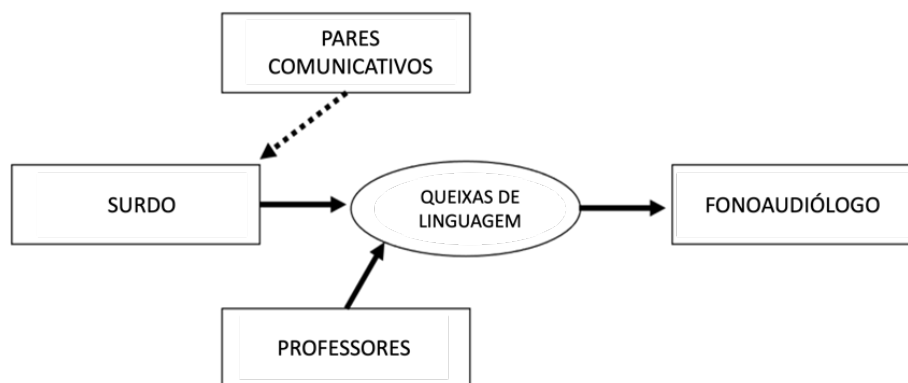 PARES
COMUNICATIVOS
SURDO
QUEIXAS DE
LINGUAGEM
FONOAUDIÓLOGO
PROFESSORES